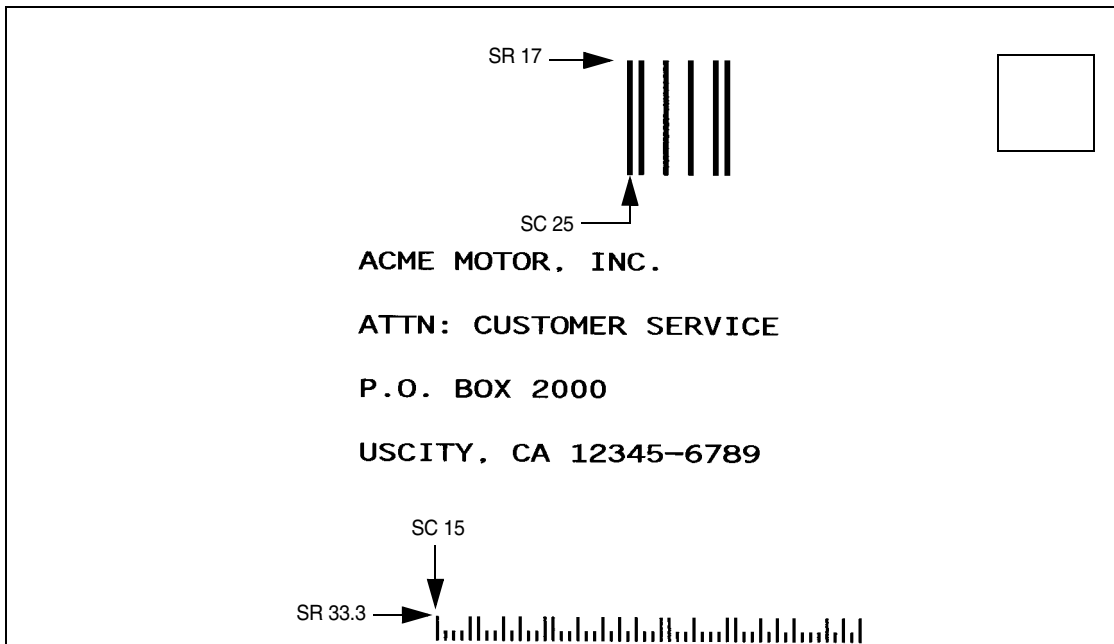 SR 17
SC 25
ACME MOTOR, INC.
ATTN: CUSTOMER SERVICE
P.O. BOX 2000
USCITY, CA 12345-6789
SC 15
SR 33.3